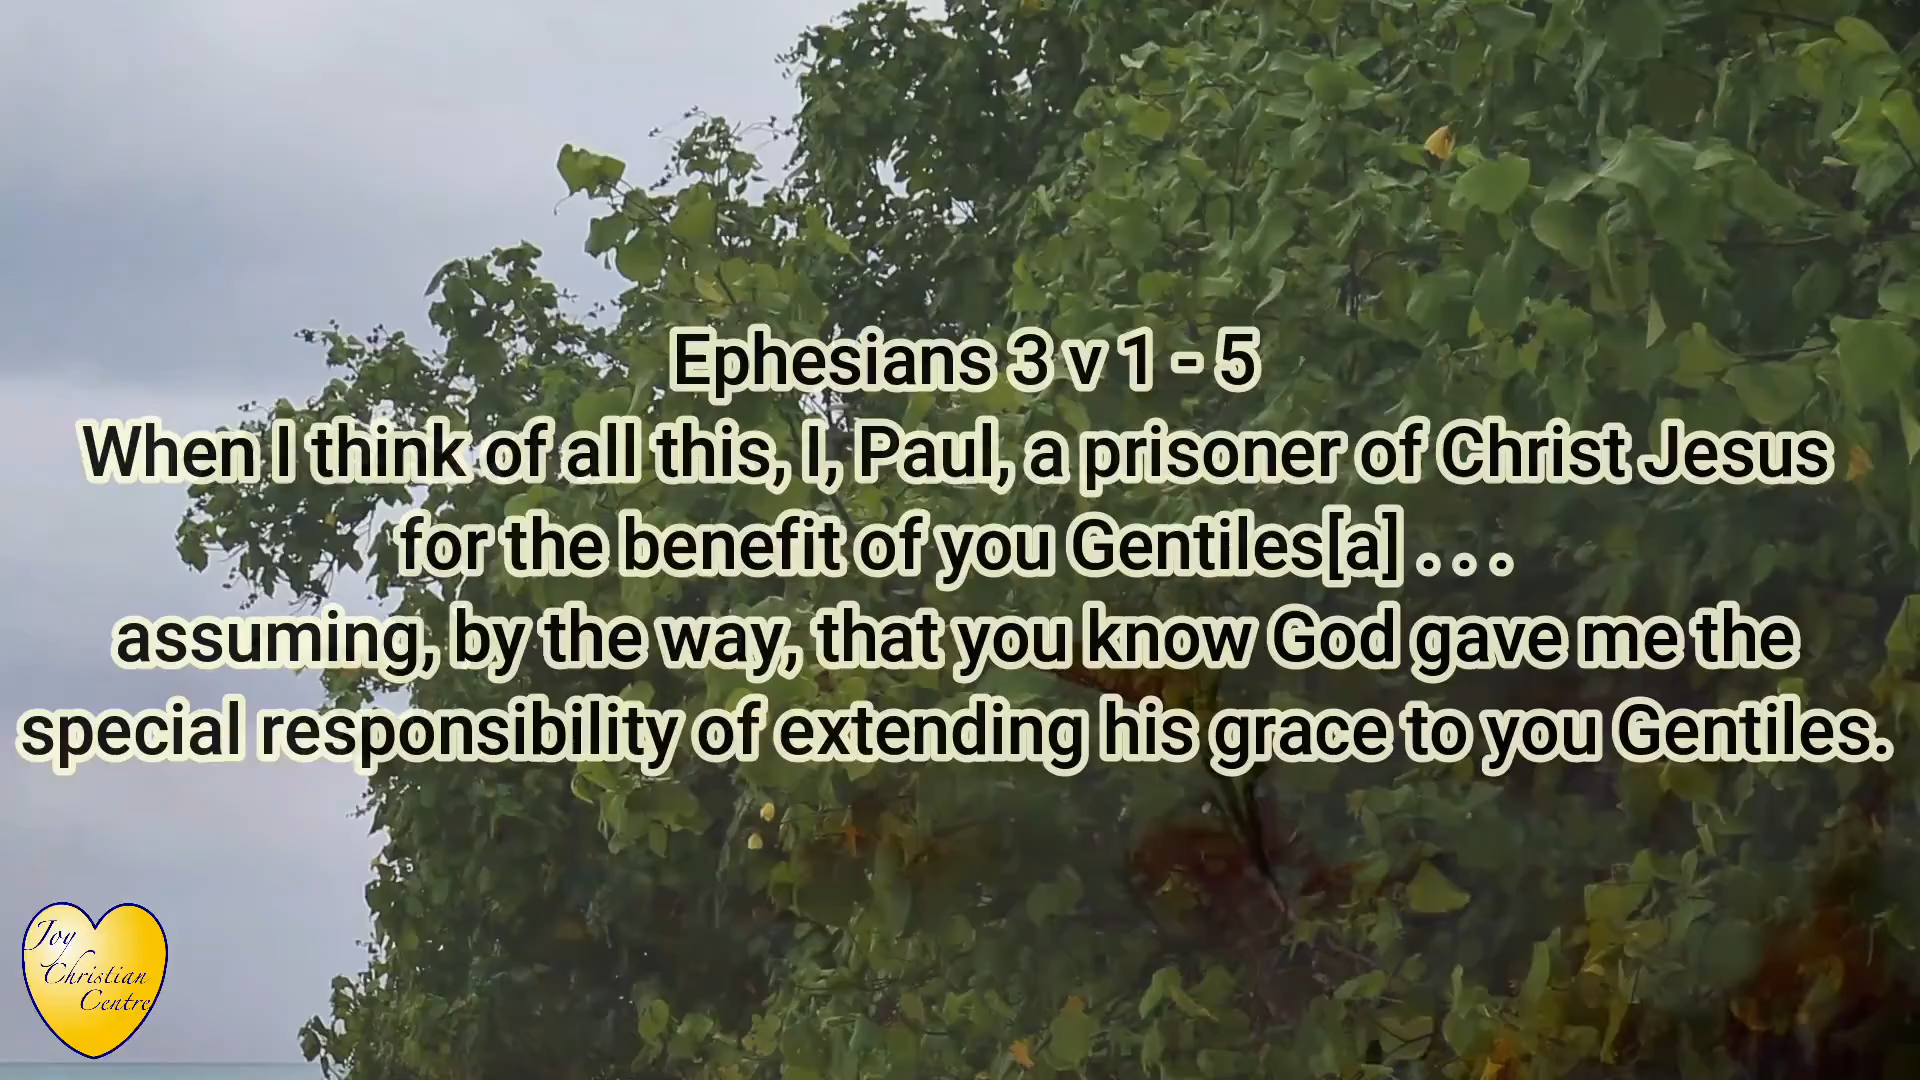 Ephesians 3 v 1 - 5
When I think of all this, I, Paul, a prisoner of Christ Jesus
for the benefit of you Gentiles[a] . . .
assuming, by the way, that you know God gave me the
special responsibility of extending his grace to you Gentiles.
Joy
Christian
Centre